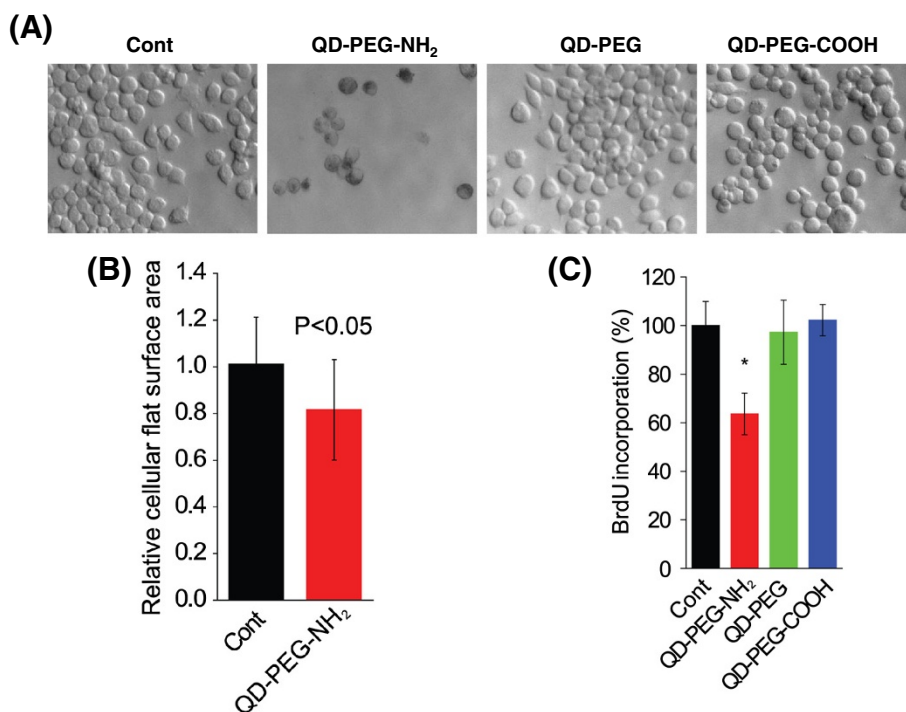 (A)
Cont QD-PEG-NH₂ QD-PEG QD-PEG-COOH
(B)
Relative cellular flat surface area
1.4
1.2
1.0
0.8
0.6
0.4
0.2
0.0
P<0.05
Cont
QD-PEG-NH₂
(C)
BrdU incorporation (%)
120
100
80
60
40
20
0
*
Cont
QD-PEG-NH₂
QD-PEG
QD-PEG-COOH